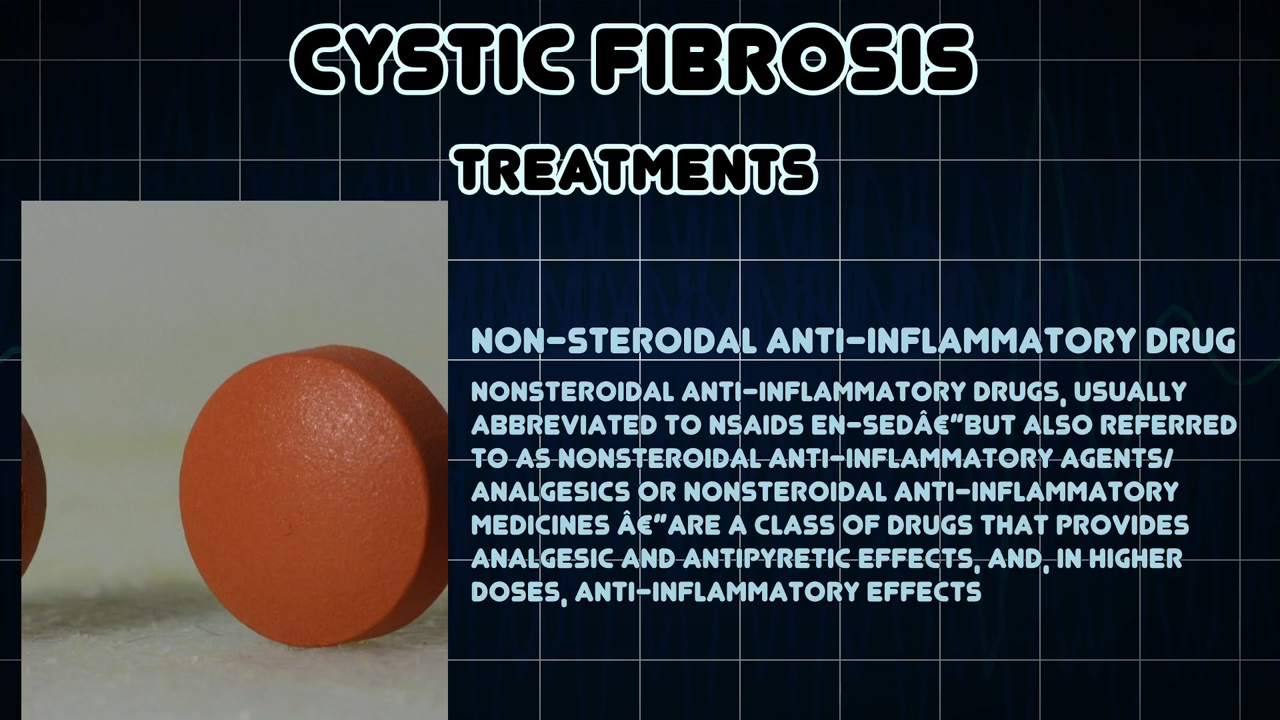 CYSTIC FIBROSIS
TREATMENTS
NON-STEROIDAL ANTI-INFLAMMATORY DRUG
NONSTEROIDAL ANTI-INFLAMMATORY DRUGS, USUALLY
ABBREVIATED TO NSAIDS EN-SEDÂ€"BUT ALSO REFERRED
TO AS NONSTEROIDAL ANTI-INFLAMMATORY AGENTS/
ANALGESICS OR NONSTEROIDAL ANTI-INFLAMMATORY
MEDICINES Â€"ARE A CLASS OF DRUGS THAT PROVIDES
ANALGESIC AND ANTIPYRETIC EFFECTS, AND, IN HIGHER
DOSES, ANTI-INFLAMMATORY EFFECTS